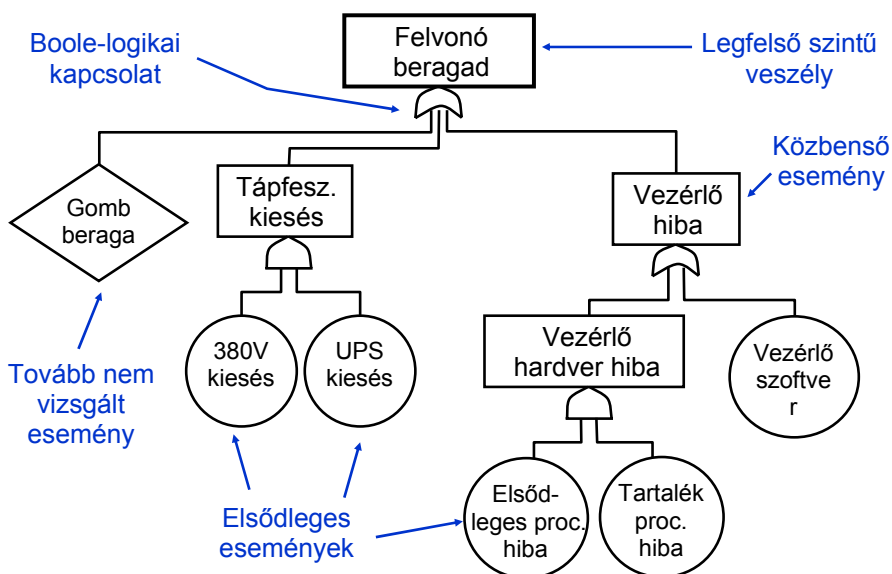 Boole-logikai
kapcsolat
Felvonó
beragad
Legfelső szintű
veszély
Közbenső
esemény
Gomb
beraga
Tápfesz.
kiesés
Vezérlő
hiba
380V
kiesés
UPS
kiesés
Vezérlő
hardver hiba
Vezérlő
szoftve
r
Tovább nem
vizsgált
esemény
Elsődleges
események
Elsőd-
leges proc.
hiba
Tartalék
proc.
hiba